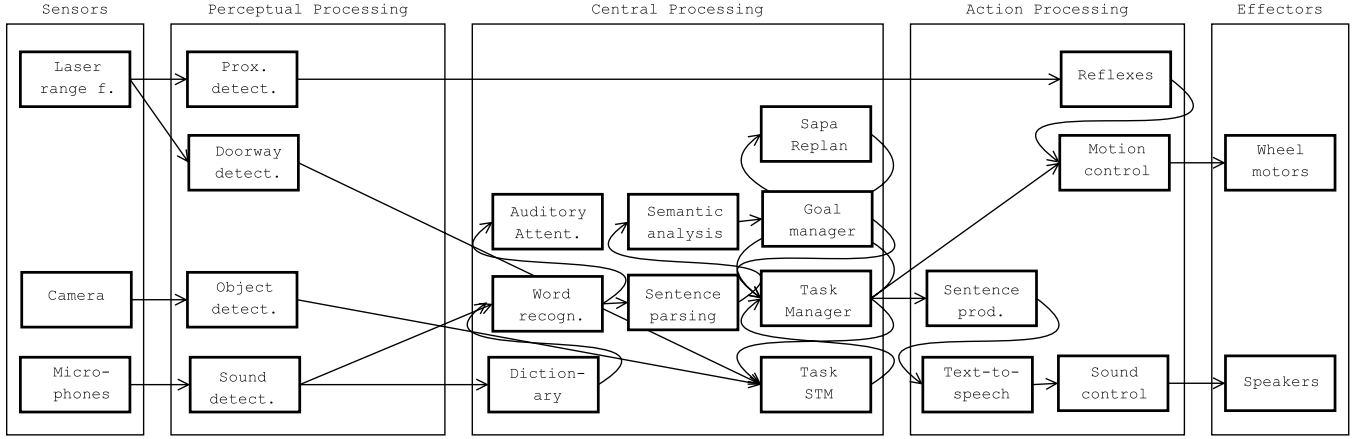 Sensors
Perceptual Processing
Central Processing
Action Processing
Effectors
Laser
range f.
Camera
Micro-
phones
Prox.
detect.
Doorway
detect.
Object
detect.
Sound
detect.
Auditory
Attent.
Word
recogn.
Diction-
ary
Semantic
analysis
Sentence
parsing
Sapa
Replan
Goal
manager
Task
Manager
Task
STM
Reflexes
Motion
control
Sentence
prod.
Text-to-
speech
Sound
control
Wheel
motors
Speakers